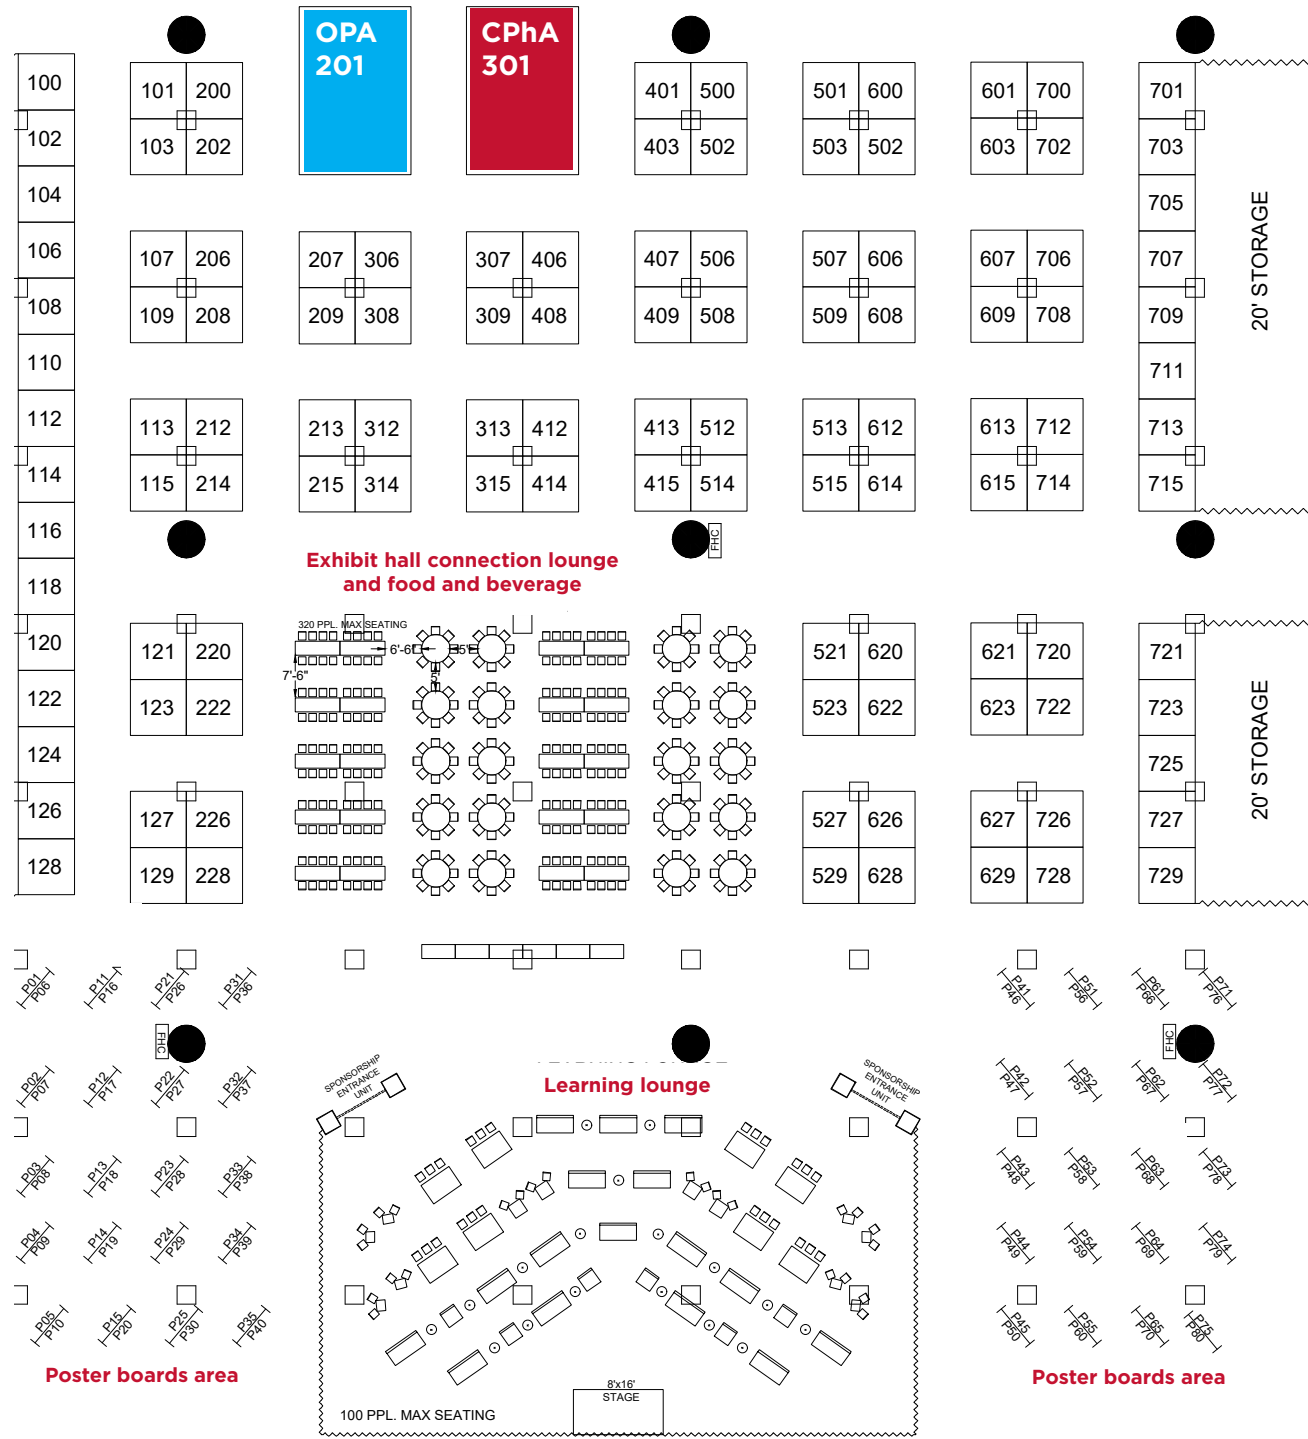 OPA
201
CPhA
301
100
102
104
106
108
110
112
114
116
118
120
122
124
126
128
101 200
103 202
401 500
403 502
501 600
503 502
601 700
603 702
701
703
705
707
709
711
713
715
20' STORAGE
107 206
109 208
207 306
209 308
307 406
309 408
407 506
409 508
507 606
509 608
607 706
609 708
113 212
115 214
213 312
215 314
313 412
315 414
413 512
415 514
513 612
515 614
613 712
615 714
FHC
Exhibit hall connection lounge
and food and beverage
320 PPL. MAX SEATING
6'-6"
5'
7'-6"
5'
121 220
123 222
127 226
129 228
521 620
523 622
527 626
529 628
621 720
623 722
627 726
629 728
721
723
725
727
729
20' STORAGE
P01
P06
P11
P16
P21
P26
P31
P36
P02
P07
P12
P17
P22
P27
P32
P37
P03
P08
P13
P18
P23
P28
P33
P38
P04
P09
P14
P19
P24
P29
P34
P39
P05
P10
P15
P20
P25
P30
P35
P40
FHC
Poster boards area
SPONSORSHIP
ENTRANCE
UNIT
Learning lounge
SPONSORSHIP
ENTRANCE
UNIT
8'x16'
STAGE
100 PPL. MAX SEATING
P41
P46
P51
P56
P61
P66
P71
P76
FHC
P42
P47
P52
P57
P62
P67
P72
P77
P43
P48
P53
P58
P63
P68
P73
P78
P44
P49
P54
P59
P64
P69
P74
P79
P45
P50
P55
P60
P65
P70
P75
P80
Poster boards area